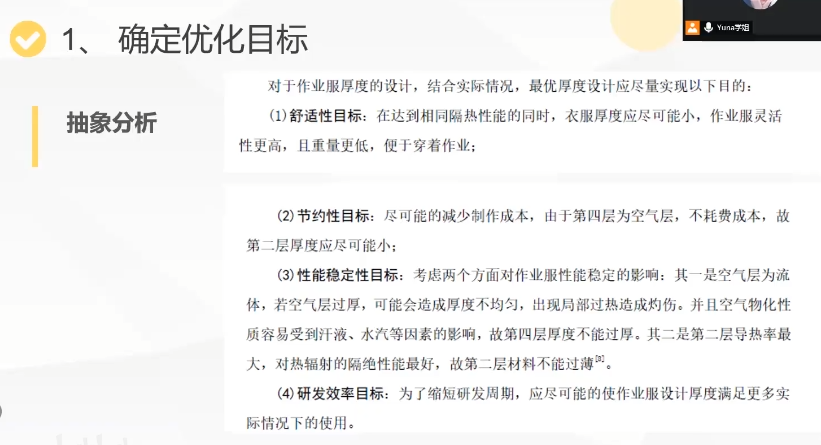 1、 确定优化目标
Yuna学姐
抽象分析
对于作业服厚度的设计，结合实际情况，最优厚度设计应尽量实现以下目的：
(1)舒适性目标：在达到相同隔热性能的同时，衣服厚度应尽可能小，作业服灵活
性更高，且重量更低，便于穿着作业；
(2)节约性目标：尽可能的减少制作成本，由于第四层为空气层，不耗费成本，故
第二层厚度应尽可能小；
(3)性能稳定性目标：考虑两个方面对作业服性能稳定的影响：其一是空气层为流
体，若空气层过厚，可能会造成厚度不均匀，出现局部过热造成灼伤。并且空气物化性
质容易受到汗液、水汽等因素的影响，故第四层厚度不能过厚。其二是第二层导热率最
大，对热辐射的隔绝性能最好，故第二层材料不能过薄[8]。
(4)研发效率目标：为了缩短研发周期，应尽可能的使作业服设计厚度满足更多实
际情况下的使用。